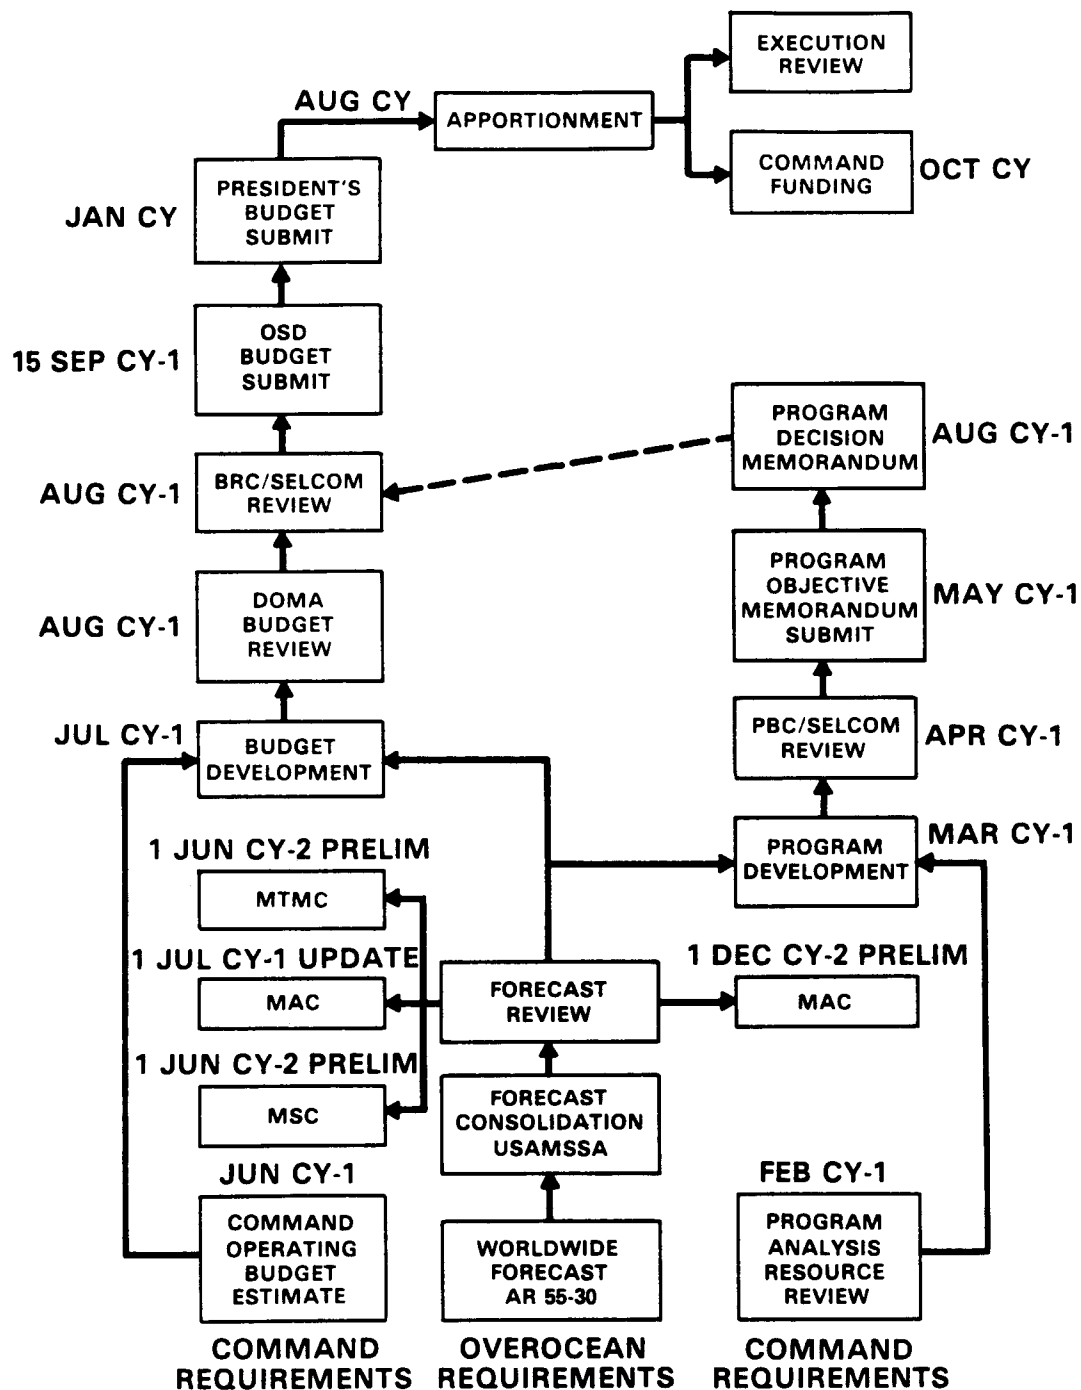 EXECUTION
REVIEW
AUG CY
APPORTIONMENT
COMMAND
FUNDING
OCT CY
PRESIDENT'S
BUDGET
SUBMIT
JAN CY
OSD
BUDGET
SUBMIT
15 SEP CY-1
PROGRAM
DECISION
MEMORANDUM
AUG CY-1
BRC/SELCOM
REVIEW
AUG CY-1
PROGRAM
OBJECTIVE
MEMORANDUM
SUBMIT
MAY CY-1
DOMA
BUDGET
REVIEW
AUG CY-1
JUL CY-1
BUDGET
DEVELOPMENT
PBC/SELCOM
REVIEW
APR CY-1
MAR CY-1
PROGRAM
DEVELOPMENT
1 JUN CY-2 PRELIM
MTMC
1 JUL CY-1 UPDATE
MAC
FORECAST
REVIEW
1 DEC CY-2 PRELIM
MAC
1 JUN CY-2 PRELIM
MSC
FORECAST
CONSOLIDATION
USAMSSA
JUN CY-1
COMMAND
OPERATING
BUDGET
ESTIMATE
WORLDWIDE
FORECAST
AR 55-30
FEB CY-1
PROGRAM
ANALYSIS
RESOURCE
REVIEW
COMMAND
REQUIREMENTS
OVEROCEAN
REQUIREMENTS
COMMAND
REQUIREMENTS